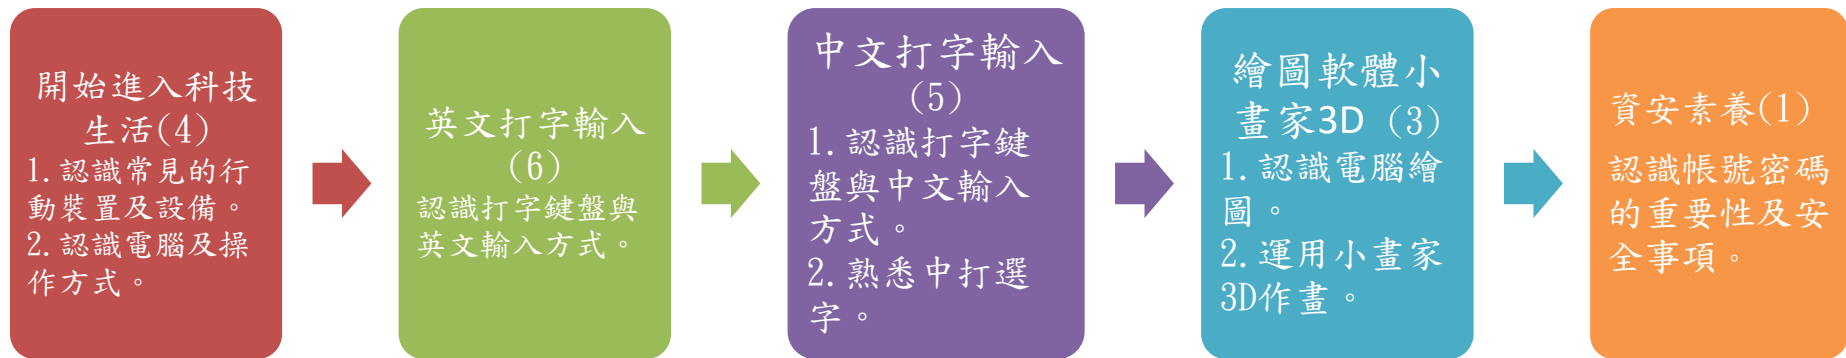 開始進入科技
生活(4)
1.認識常見的行
動裝置及設備。
2.認識電腦及操
作方式。
英文打字輸入
(6)
認識打字鍵盤與
英文輸入方式。
中文打字輸入
(5)
1.認識打字鍵
盤與中文輸入
方式。
2.熟悉中打選
字。
繪圖軟體小
畫家3D (3)
1.認識電腦繪
圖。
2.運用小畫家
3D作畫。
資安素養(1)
認識帳號密碼
的重要性及安
全事項。